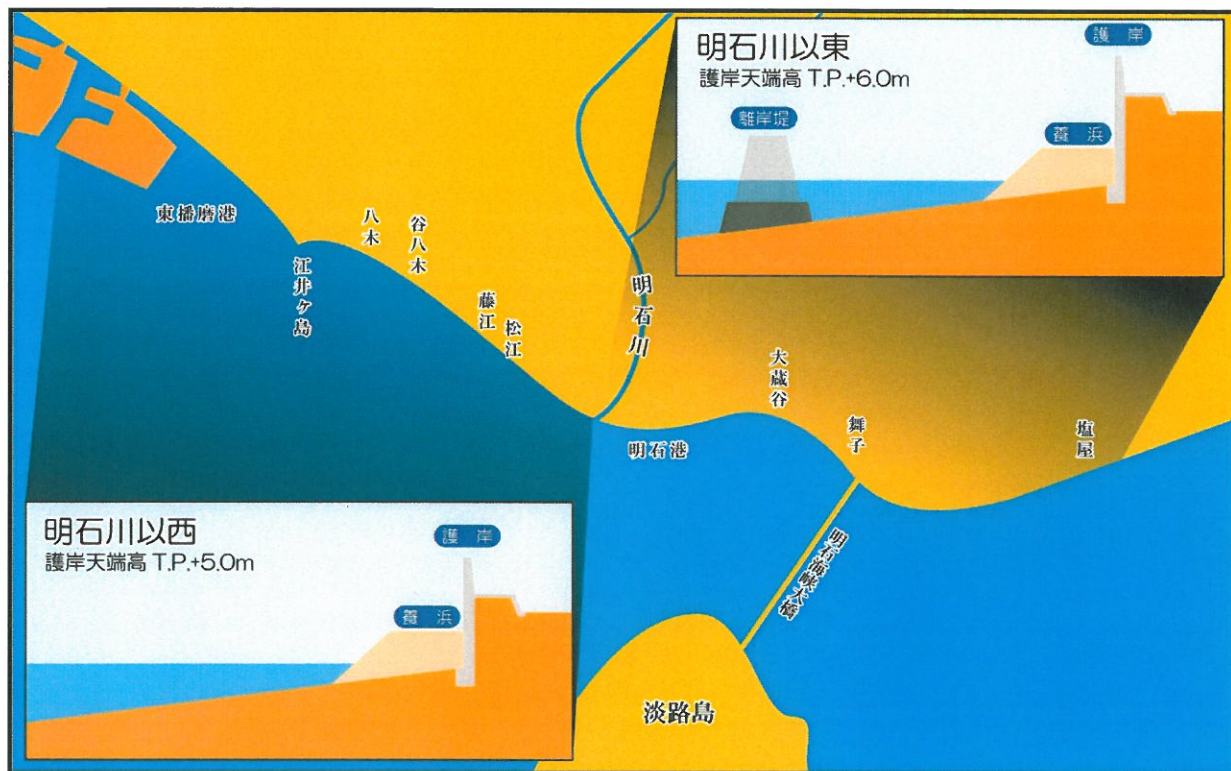 明石川以東
護岸天端高 T.P.+6.0m
護岸
離岸堤
養浜
東播磨港
江井ヶ島
八木
谷八木
藤江
松江
明石川
明石港
大蔵谷
舞子
塩屋
明石海峡大橋
淡路島
明石川以西
護岸天端高 T.P.+5.0m
護岸
養浜